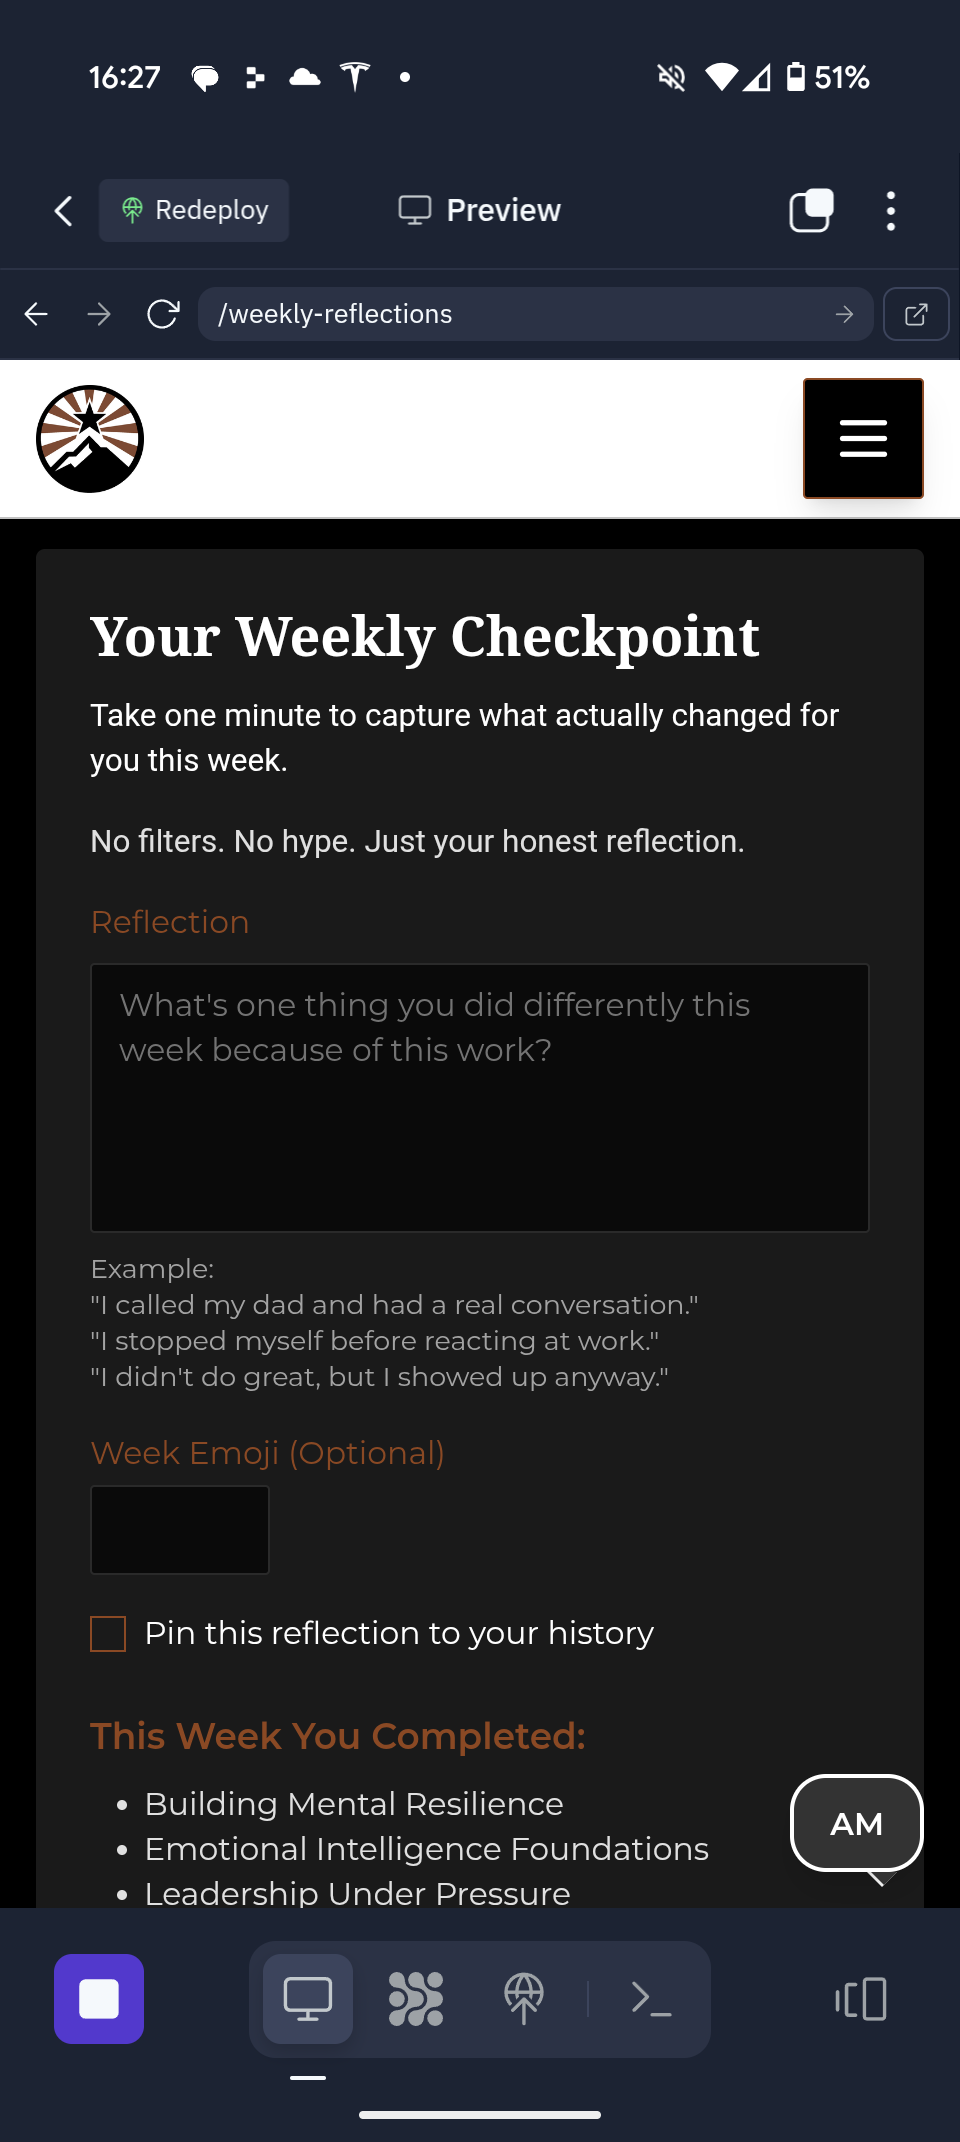 16:27
51%
Redeploy
Preview
/weekly-reflections
Your Weekly Checkpoint
Take one minute to capture what actually changed for
you this week.
No filters. No hype. Just your honest reflection.
Reflection
What's one thing you did differently this
week because of this work?
Example:
"I called my dad and had a real conversation."
"I stopped myself before reacting at work."
"I didn't do great, but I showed up anyway."
Week Emoji (Optional)
Pin this reflection to your history
This Week You Completed:
• Building Mental Resilience
• Emotional Intelligence Foundations
• Leadership Under Pressure
AM